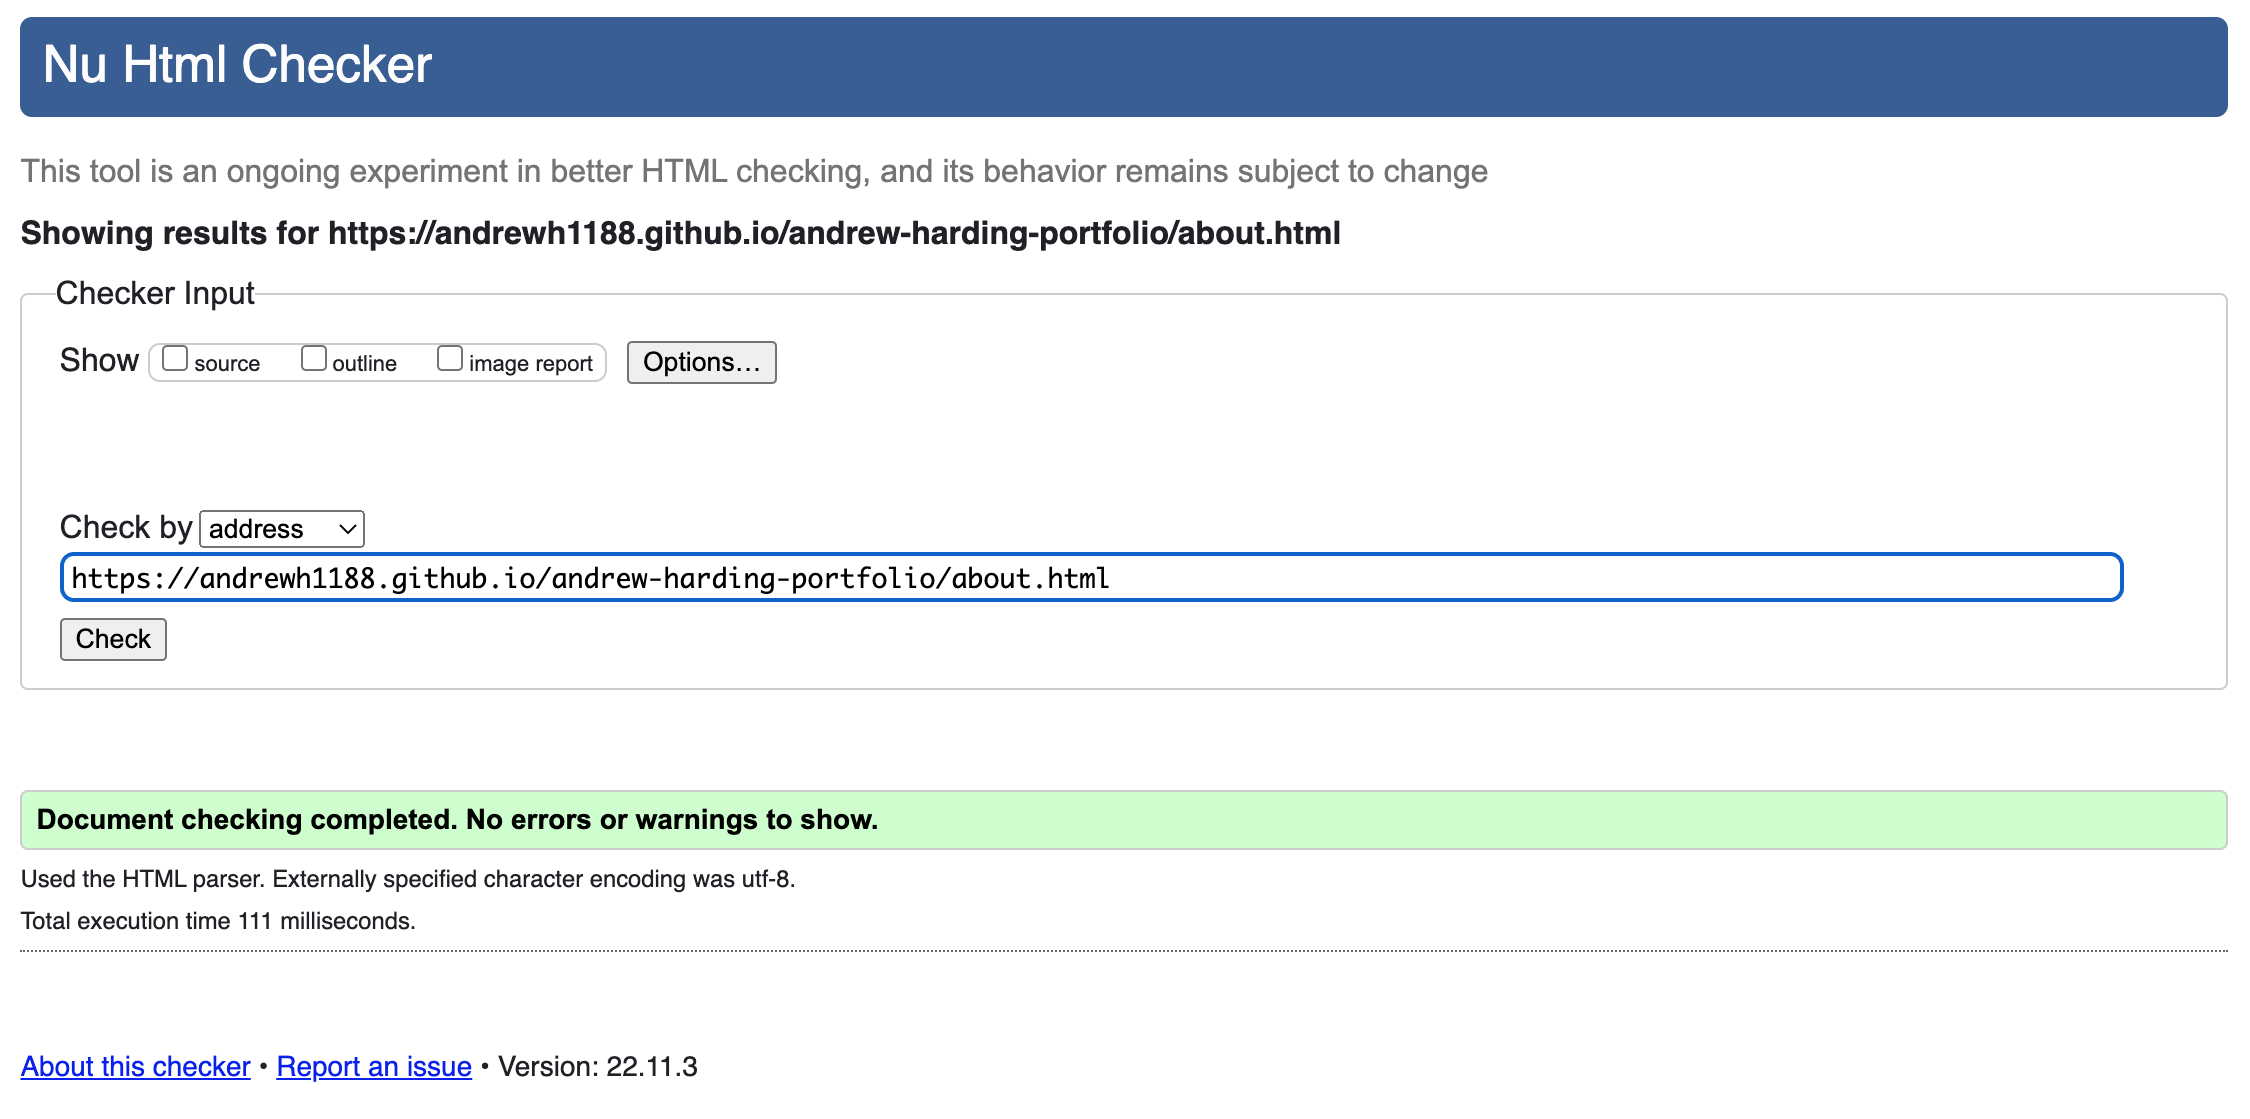 Nu Html Checker
This tool is an ongoing experiment in better HTML checking, and its behavior remains subject to change
Showing results for https://andrewh1188.github.io/andrew-harding-portfolio/about.html
Checker Input
Show source outline image report Options…
Check by address
https://andrewh1188.github.io/andrew-harding-portfolio/about.html
Check
Document checking completed. No errors or warnings to show.
Used the HTML parser. Externally specified character encoding was utf-8.
Total execution time 111 milliseconds.
About this checker • Report an issue • Version: 22.11.3